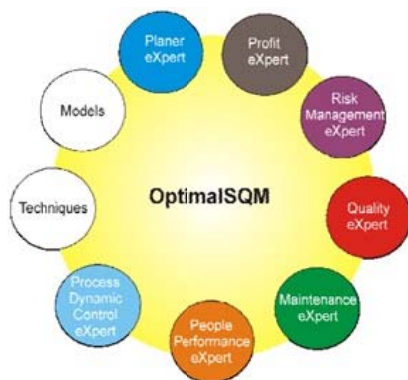 Planer
eXpert
Profit
eXpert
Models
Risk
Management
eXpert
OptimalSQM
Techniques
Quality
eXpert
Process
Dynamic
Control
eXpert
Maintenance
eXpert
People
Performance
eXpert